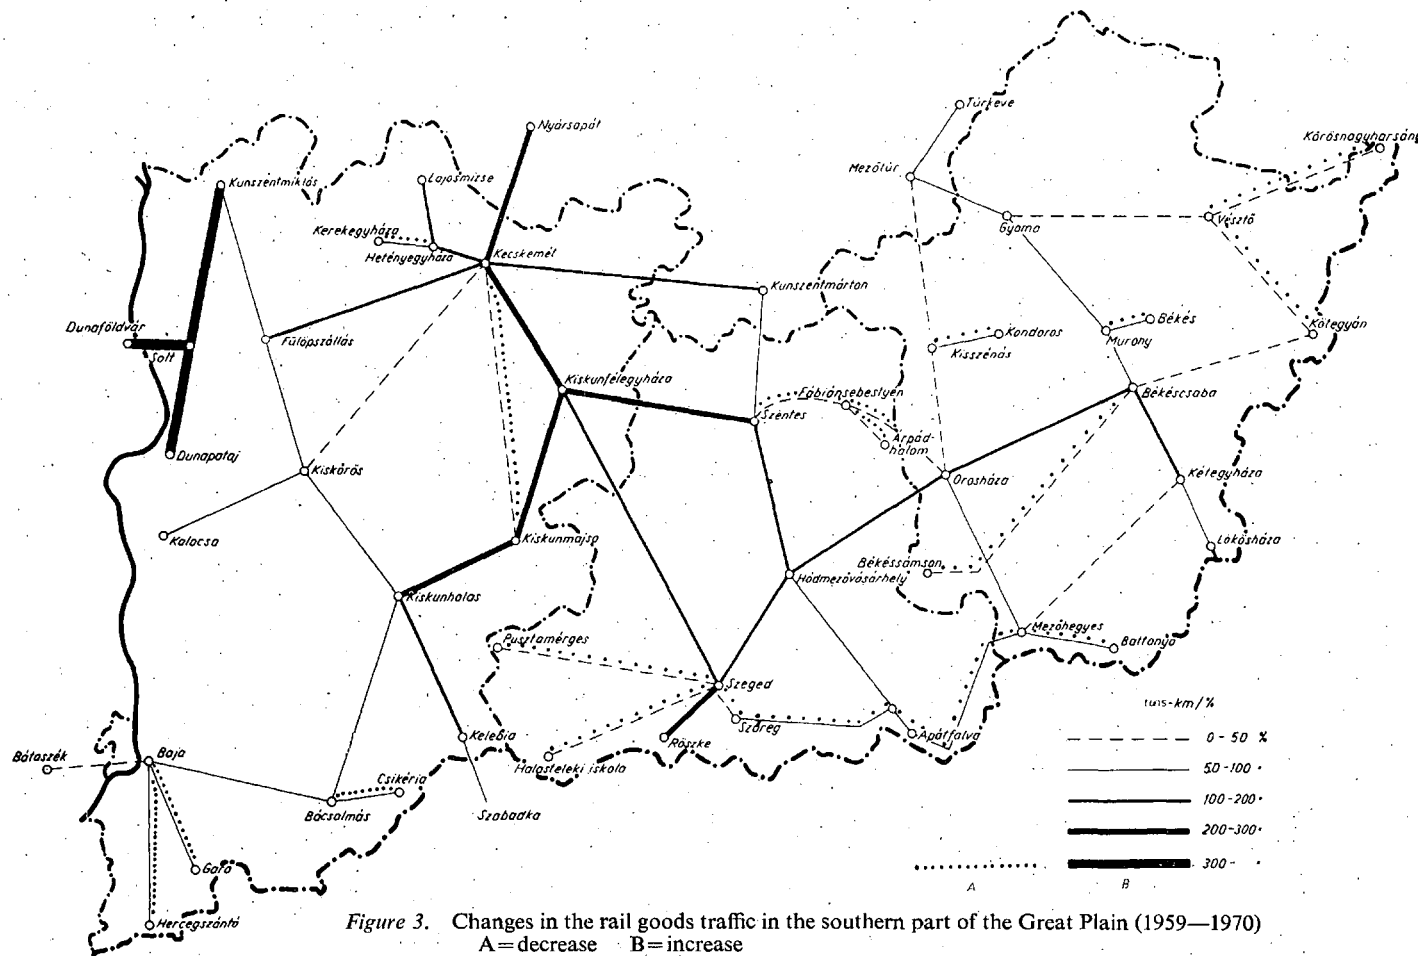 Túrkeve
Nyársapát
Körösnagyharsány
Mezőtúr
Kunszentmiklós
Lajosmizse
Vésztő
Gyoma
Kerekegyháza
Hetényegyháza
Kecskemét
Kunszentmárton
Dunaföldvár
Solt
Fülöpszállás
Kondoros
Kisszénás
Békés
Murony
Kötegyán
Kiskunfélegyháza
Fábiánsebestyén
Békéscsaba
Szentes
Árpád-
halom
Dunapataj
Kiskőrös
Orosháza
Kétegyháza
Kalocsa
Kiskunmajsa
Lökösháza
Békéssámson
Hódmezővásárhely
Kiskunhalas
Pusztamérges
Mezőhegyes
Battonya
Szeged
Szőreg
Apátfalva
Röszke
Kelebia
Halasteleki iskola
Bátaszék
Baja
Csikéria
Bácsalmás
Szabadka
Gara
Hercegszántó
-km/%
0-50 %
50-100 "
100-200 "
200-300 "
300- "
A
B
Figure 3. Changes in the rail goods traffic in the southern part of the Great Plain (1959—1970)
A=decrease B=increase